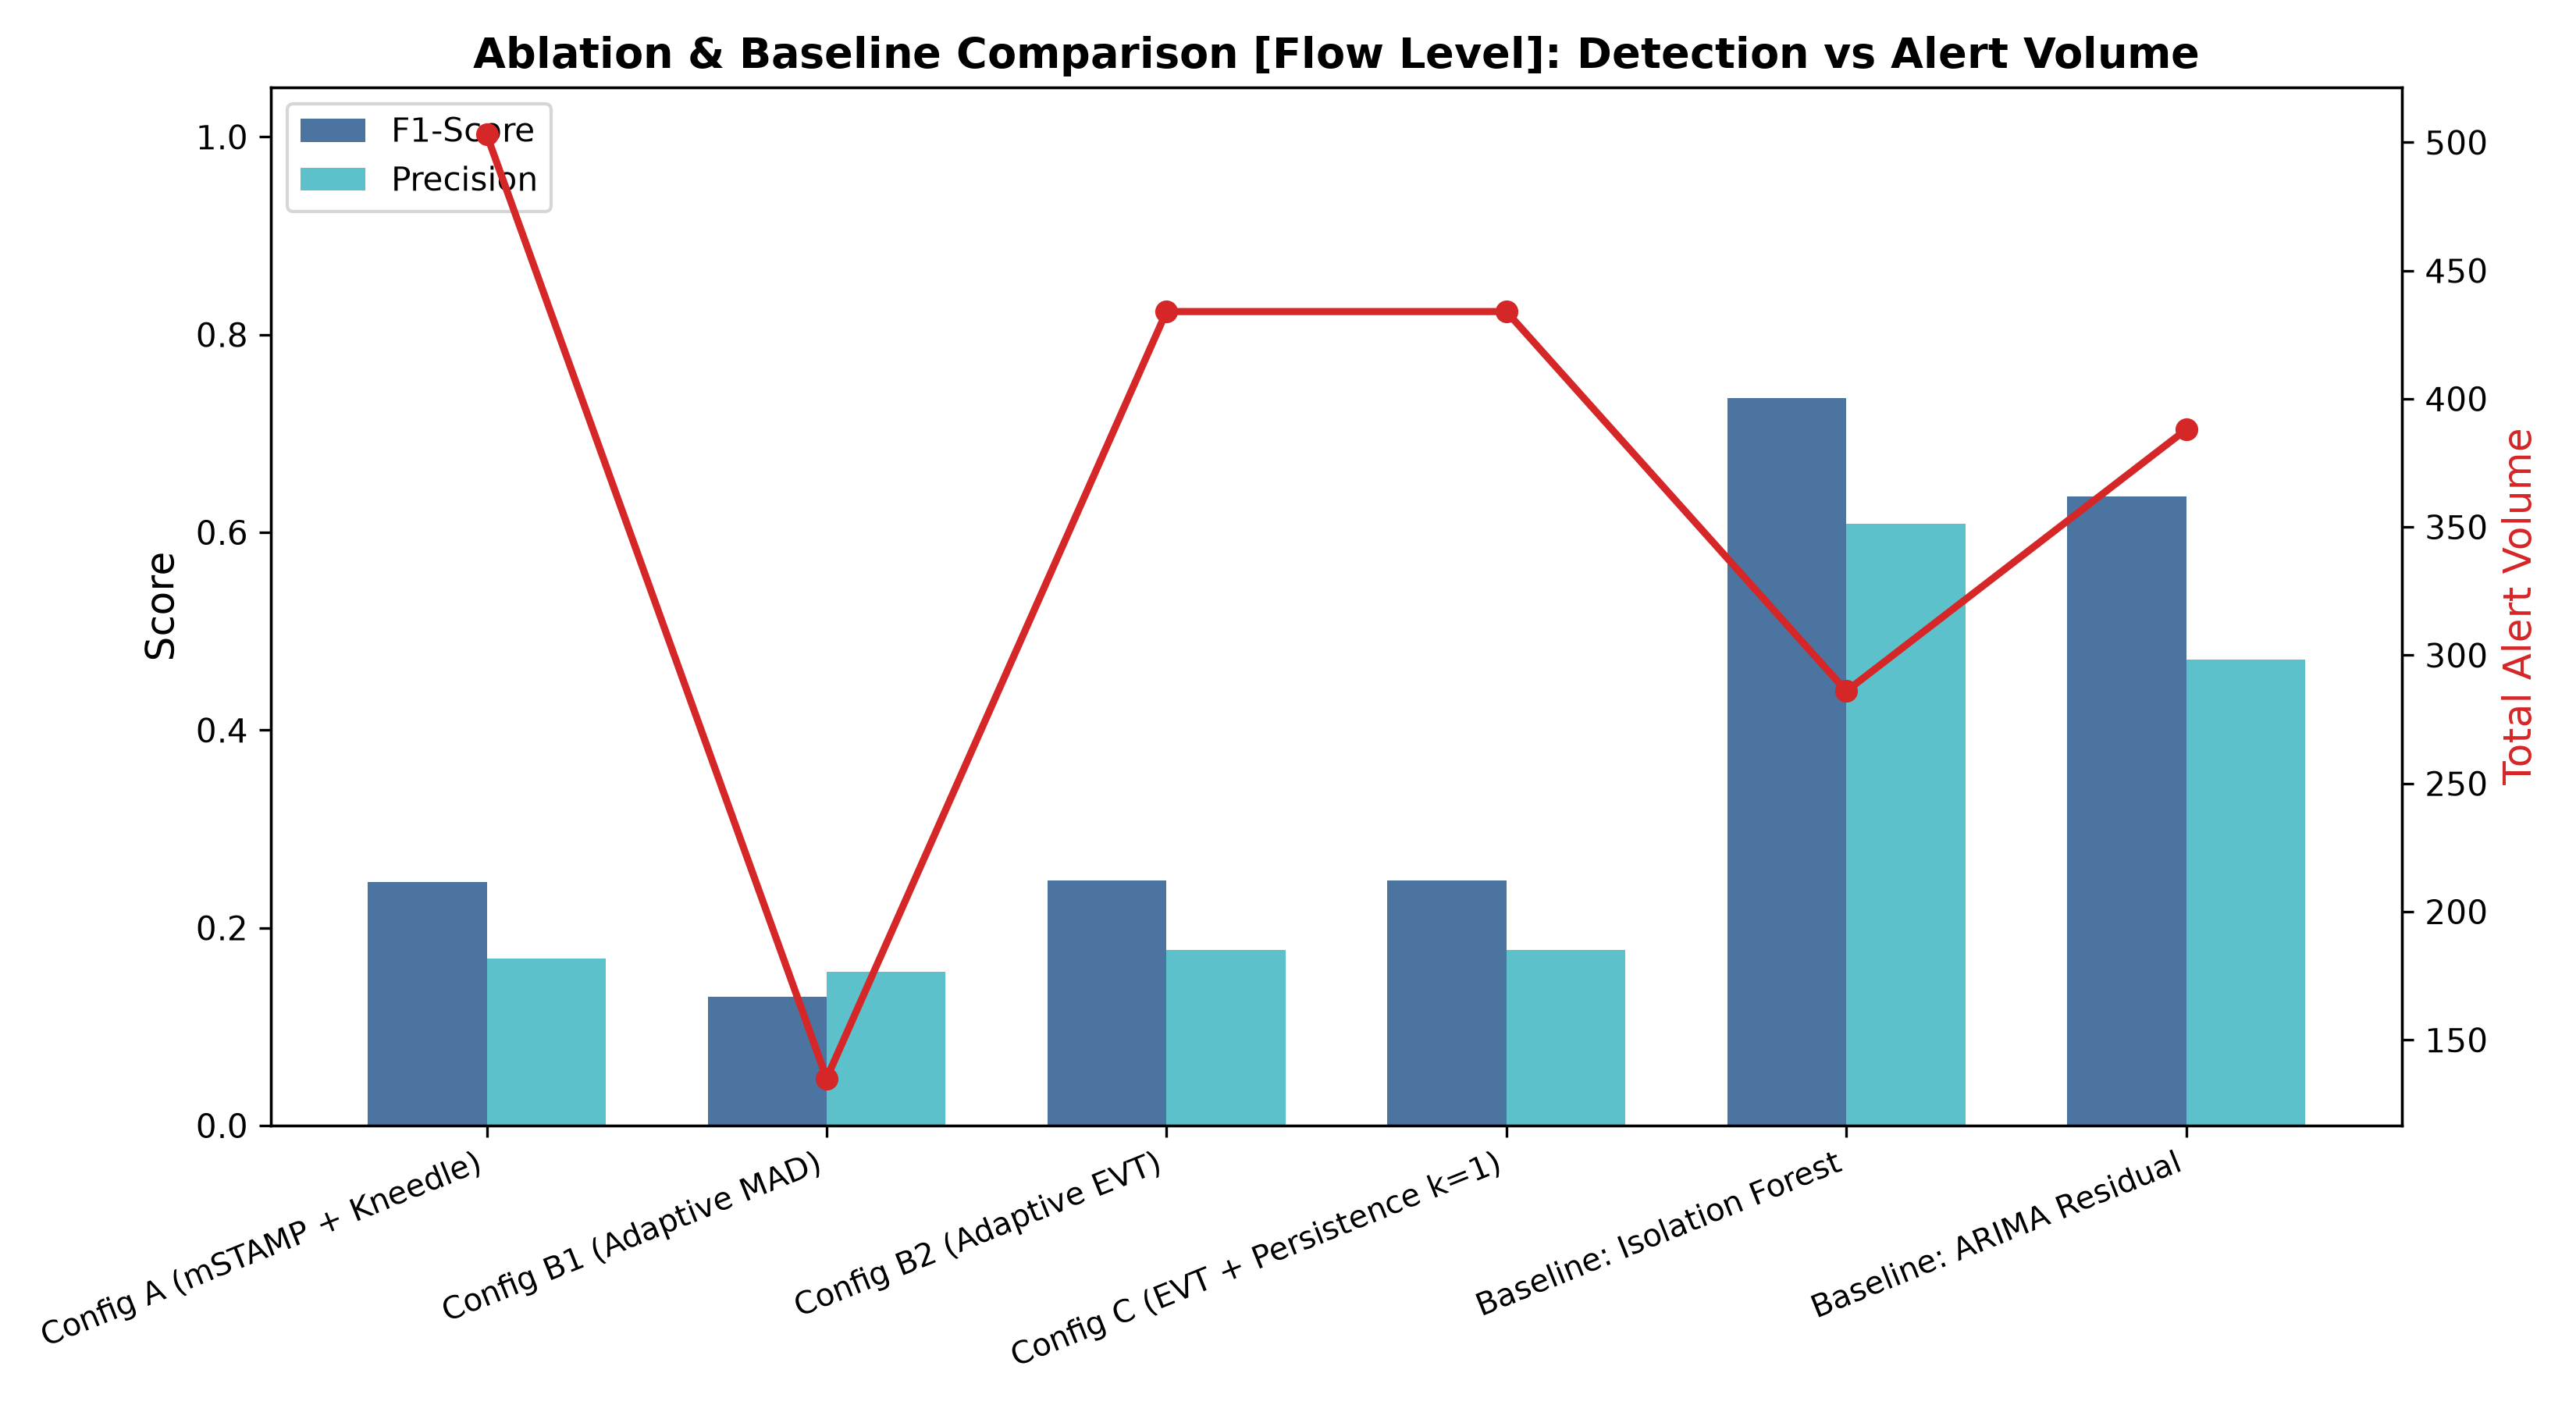 Ablation & Baseline Comparison [Flow Level]: Detection vs Alert Volume
F1-Score
Precision
Score
1.0
0.8
0.6
0.4
0.2
0.0
500
450
400
350
300
250
200
150
Total Alert Volume
Config A (mSTAMP + Kneedle)
Config B1 (Adaptive MAD)
Config B2 (Adaptive EVT)
Config C (EVT + Persistence k=1)
Baseline: Isolation Forest
Baseline: ARIMA Residual